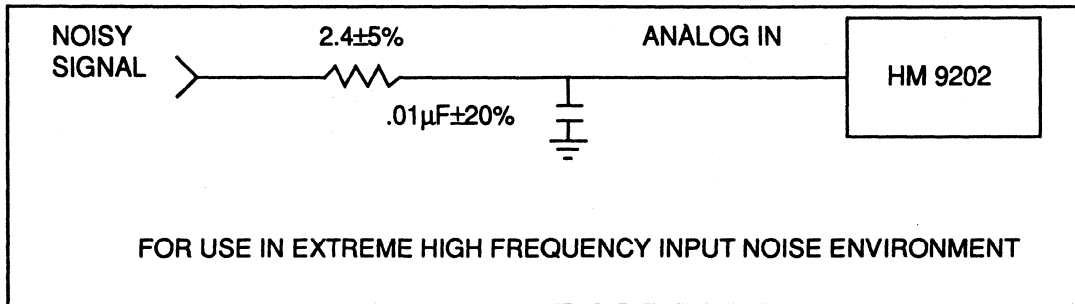 NOISY
SIGNAL
2.4±5%
ANALOG IN
HM 9202
.01µF±20%
FOR USE IN EXTREME HIGH FREQUENCY INPUT NOISE ENVIRONMENT